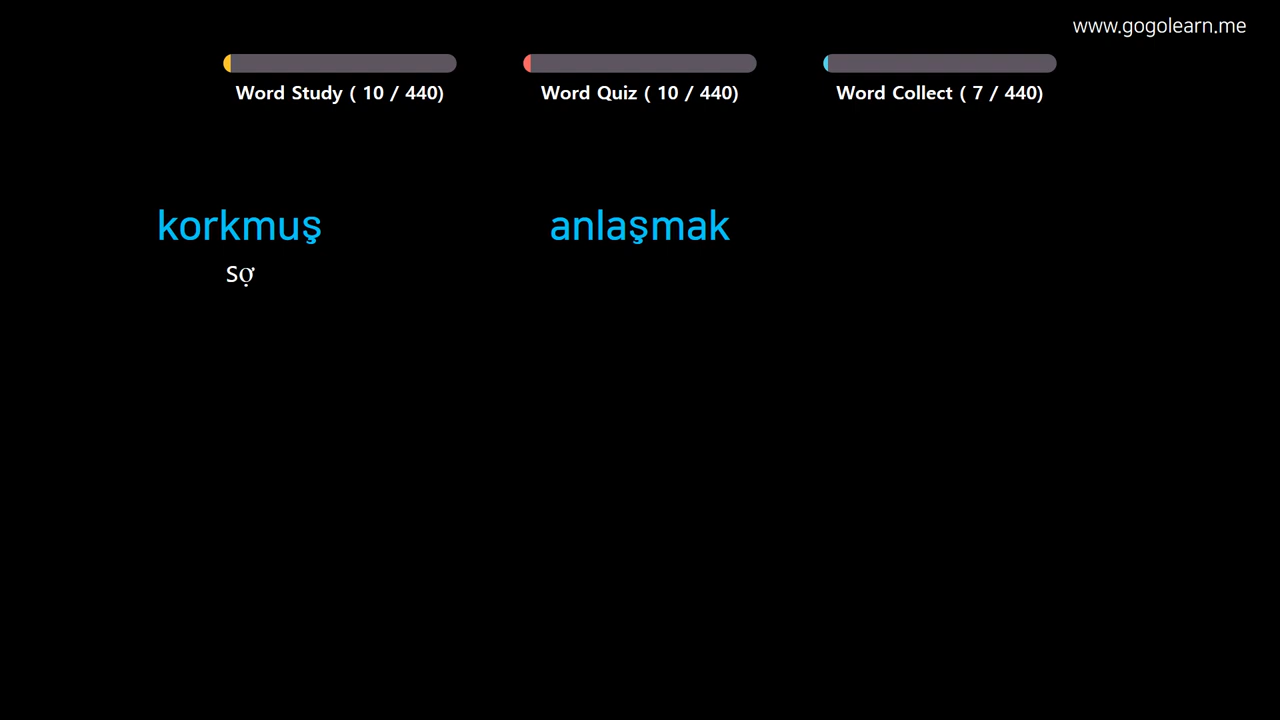 www.gogolearn.me
Word Study ( 10 / 440)
Word Quiz ( 10 / 440)
Word Collect ( 7 / 440)
korkmuş
Sợ
anlaşmak